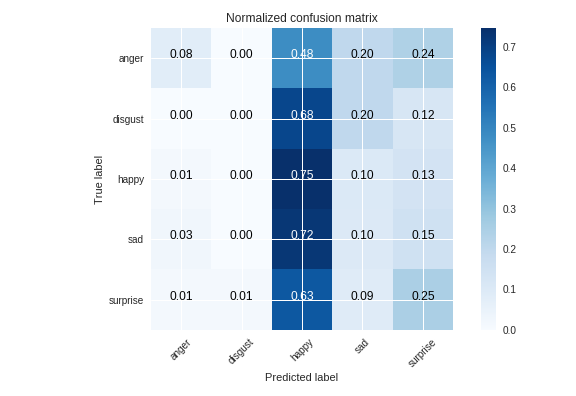 Normalized confusion matrix
True label
anger 0.08 0.00 0.48 0.20 0.24
disgust 0.00 0.00 0.68 0.20 0.12
happy 0.01 0.00 0.75 0.10 0.13
sad 0.03 0.00 0.72 0.10 0.15
surprise 0.01 0.01 0.63 0.09 0.25
anger disgust happy sad surprise
Predicted label
0.7
0.6
0.5
0.4
0.3
0.2
0.1
0.0